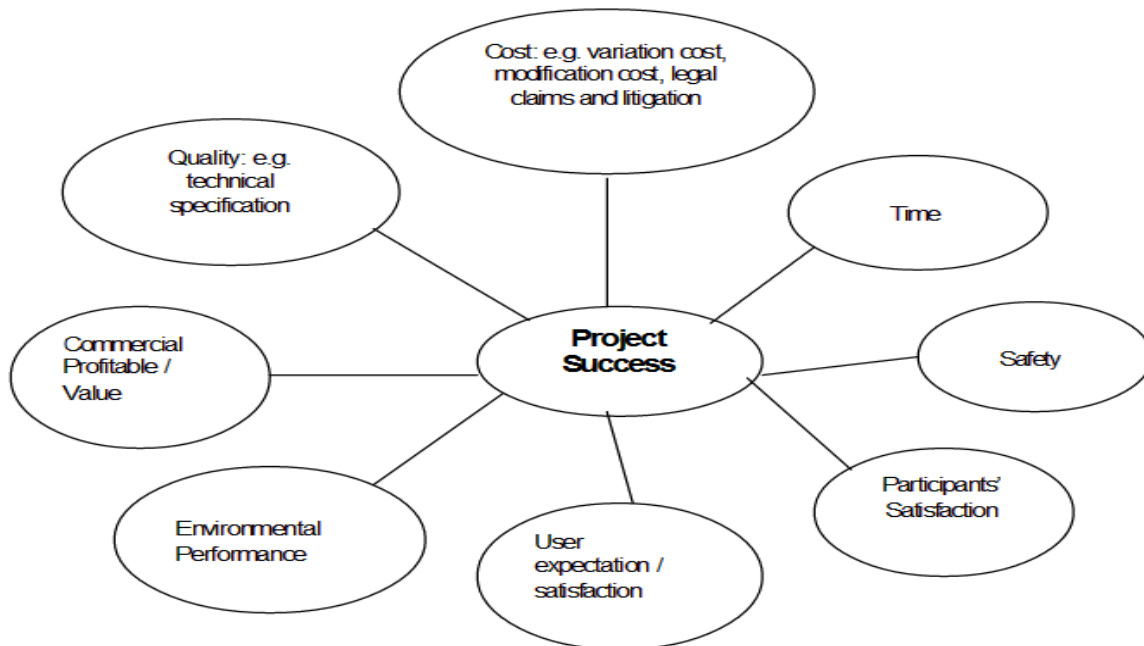 Cost: e.g. variation cost,
modification cost, legal
claims and litigation
Quality: e.g.
technical
specification
Time
Commercial
Profitable /
Value
Project
Success
Safety
Environmental
Performance
User
expectation /
satisfaction
Participants'
Satisfaction